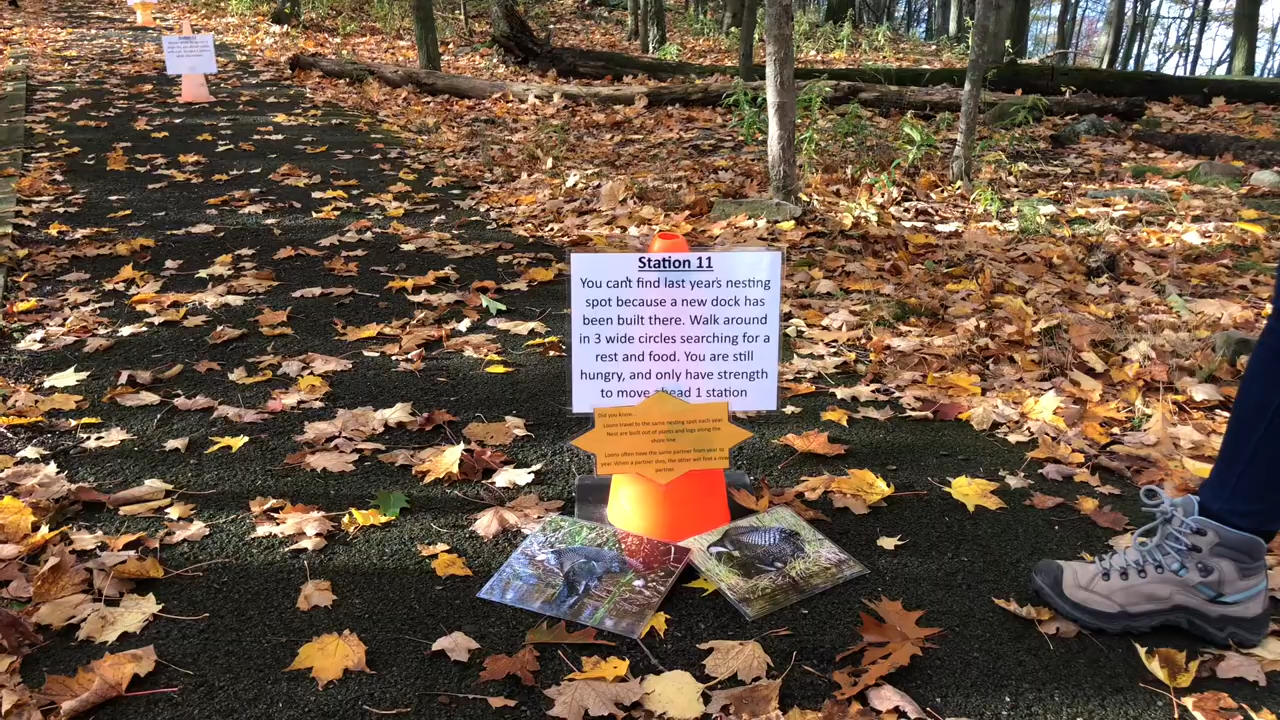 Station 11
You can't find last year's nesting
spot because a new dock has
been built there. Walk around
in 3 wide circles searching for a
rest and food. You are still
hungry, and only have strength
to move ahead 1 station
Did you know...
Loons travel to the same nesting spot each year.
Nest are built out of plants and logs along the
shore line
Loons often have the same partner from year to
year. When a partner dies, the other will find a new
partner.